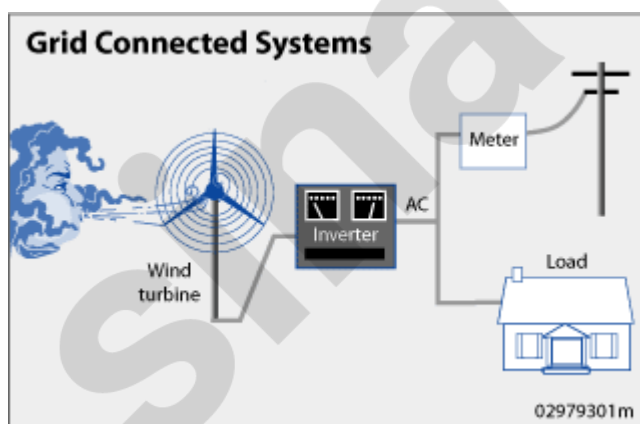 Grid Connected Systems
Meter
AC
Inverter
Wind
turbine
Load
02979301m
sina